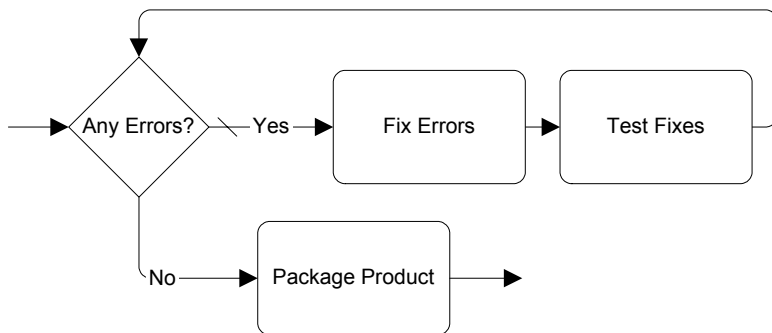 Any Errors?
Yes
Fix Errors
Test Fixes
No
Package Product